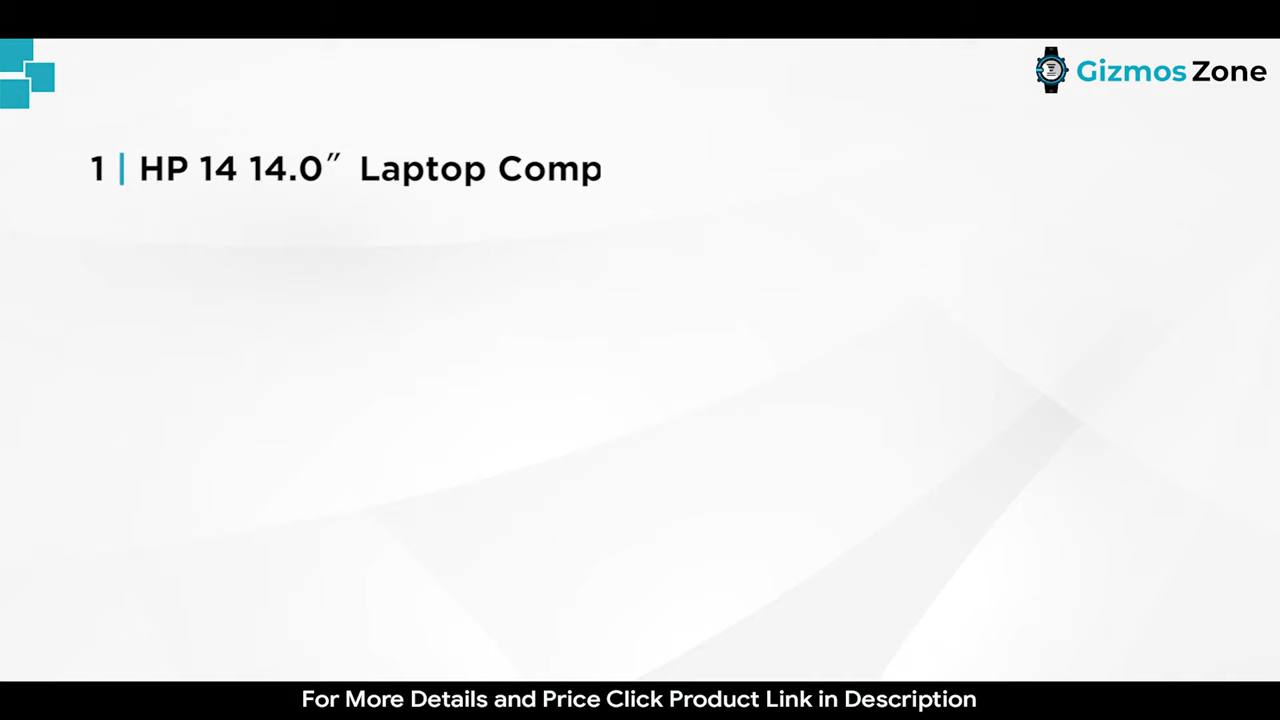 Gizmos Zone
1 | HP 14 14.0″ Laptop Comp
For More Details and Price Click Product Link in Description